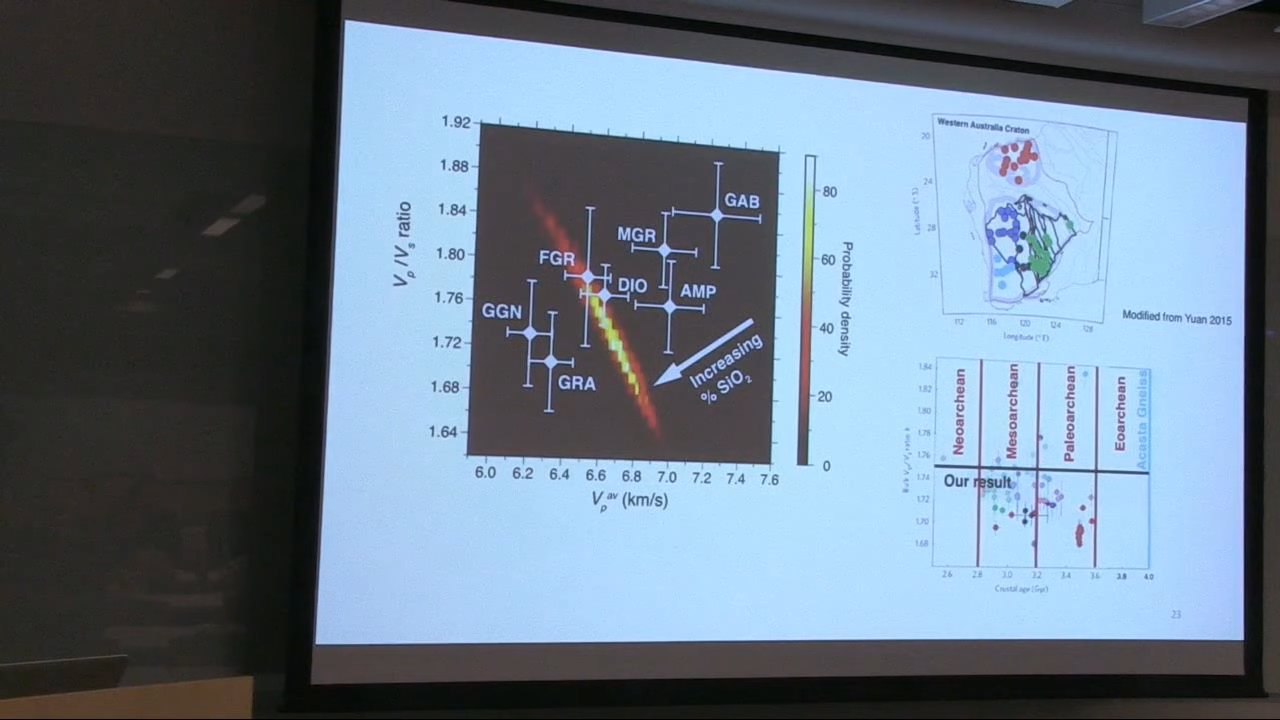 1.92
1.88
1.84
1.80
1.76
1.72
1.68
1.64
Vp/Vs ratio
GAB
MGR
FGR
DIO
AMP
GGN
GRA
Increasing
% SiO2
6.0 6.2 6.4 6.6 6.8 7.0 7.2 7.4 7.6
Vpav (km/s)
80
60
40
20
0
Probability density
Western Australia Craton
20
24
28
32
112 116 120 124 128
Longitude (°E)
Modified from Yuan 2015
1.84
1.82
1.80
1.78
1.76
1.74
1.72
1.70
1.68
Neoarchean
Mesoarchean
Paleoarchean
Eoarchean
Acasta Gneiss
Our result
2.6 2.8 3.0 3.2 3.4 3.6 3.8 4.0
Crustal age (Gyr)
23